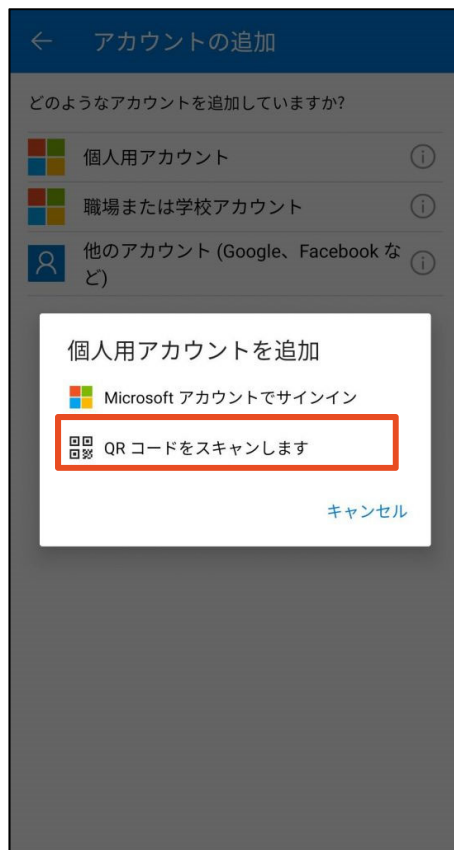 アカウントの追加
どのようなアカウントを追加していますか?
個人用アカウント
職場または学校アカウント
他のアカウント (Google、Facebook な
ど)
個人用アカウントを追加
Microsoft アカウントでサインイン
QR コードをスキャンします
キャンセル